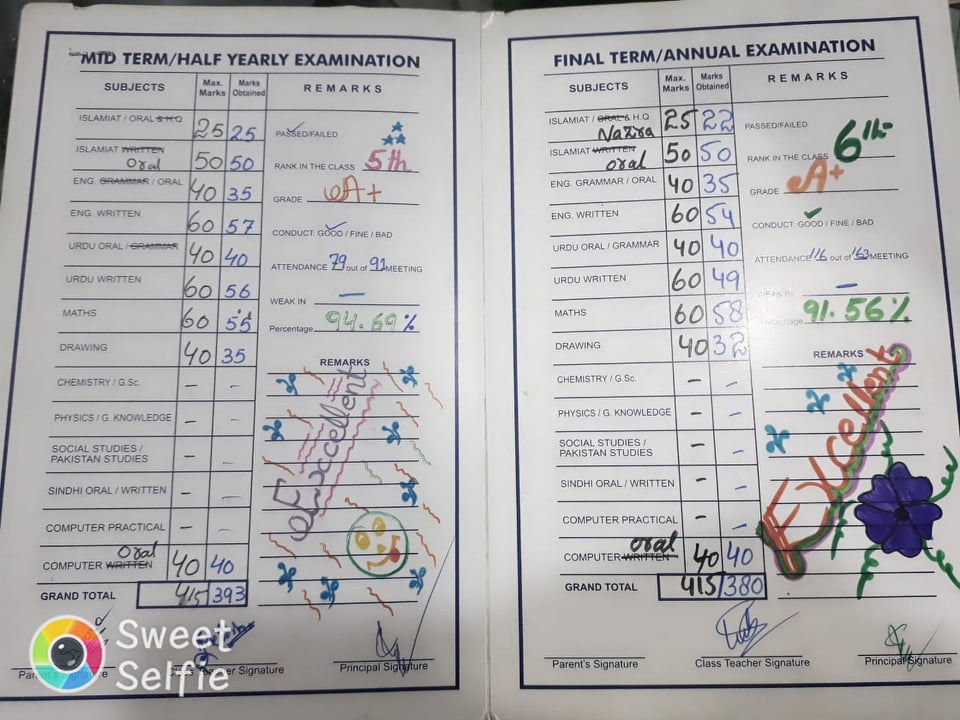 MID TERM/HALF YEARLY EXAMINATION
SUBJECTS Max. Marks Marks Obtained REMARKS
ISLAMIAT / ORAL & H.Q 25 25
PASSED/FAILED
ISLAMIAT WRITTEN Oral 50 50
RANK IN THE CLASS 5th
ENG. GRAMMAR / ORAL 40 35
GRADE A+
ENG. WRITTEN 60 57
CONDUCT: GOOD / FINE / BAD
URDU ORAL / GRAMMAR 40 40
ATTENDANCE 79 out of 91 MEETING
URDU WRITTEN 60 56
WEAK IN —
MATHS 60 55
Percentage 94.69%
DRAWING 40 35
REMARKS
CHEMISTRY / G.Sc. – –
PHYSICS / G. KNOWLEDGE – –
SOCIAL STUDIES / PAKISTAN STUDIES – –
SINDHI ORAL / WRITTEN – –
COMPUTER PRACTICAL – –
COMPUTER WRITTEN Oral 40 40
Excellent
GRAND TOTAL 415 393
Parent's Signature
Class Teacher Signature
Principal Signature
Sweet
Selfie
FINAL TERM/ANNUAL EXAMINATION
SUBJECTS Max. Marks Marks Obtained REMARKS
ISLAMIAT / ORAL & H.Q Nazira 25 22
PASSED/FAILED
ISLAMIAT WRITTEN oral 50 50
RANK IN THE CLASS 6th
ENG. GRAMMAR / ORAL 40 35
GRADE A+
ENG. WRITTEN 60 54
CONDUCT: GOOD / FINE / BAD
URDU ORAL / GRAMMAR 40 40
ATTENDANCE 116 out of 163 MEETING
URDU WRITTEN 60 49
WEAK IN –
MATHS 60 58
Percentage 91.56%
DRAWING 40 32
REMARKS
CHEMISTRY / G.Sc. – –
PHYSICS / G. KNOWLEDGE – –
SOCIAL STUDIES / PAKISTAN STUDIES – –
SINDHI ORAL / WRITTEN – –
COMPUTER PRACTICAL – –
COMPUTER WRITTEN oral 40 40
Excellent
GRAND TOTAL 415 380
Parent's Signature
Class Teacher Signature
Principal Signature